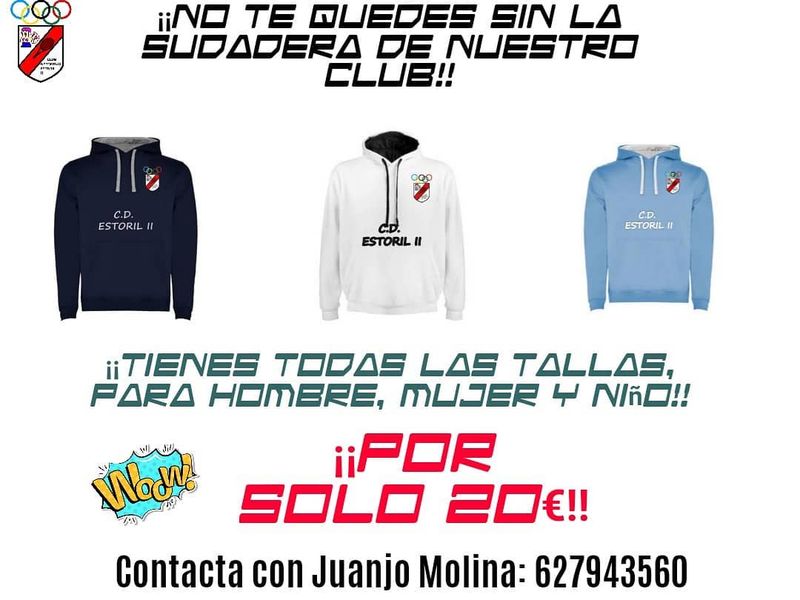 ¡¡NO TE QUEDES SIN LA
SUDADERA DE NUESTRO
CLUB!!
C.D.
ESTORIL II
C.D.
ESTORIL II
C.D.
ESTORIL II
¡¡TIENES TODAS LAS TALLAS,
PARA HOMBRE, MUJER Y NIñO!!
WOOW!
¡¡POR
SOLO 20€!!
Contacta con Juanjo Molina: 627943560